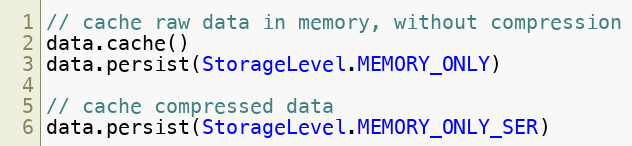 1 // cache raw data in memory, without compression
2 data.cache()
3 data.persist(StorageLevel.MEMORY_ONLY)
4
5 // cache compressed data
6 data.persist(StorageLevel.MEMORY_ONLY_SER)